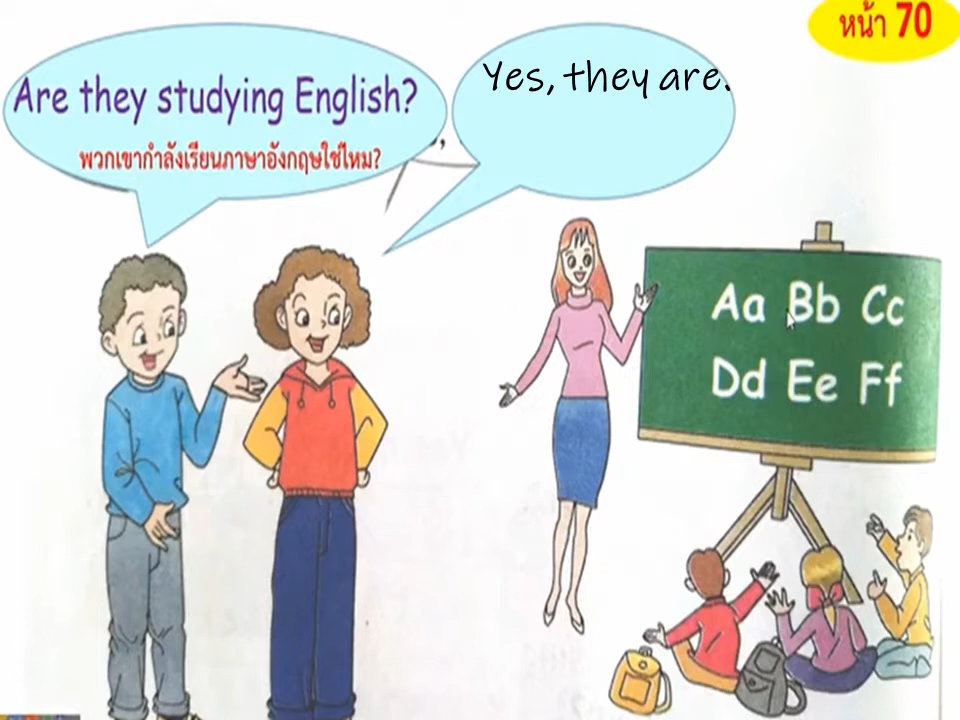 หน้า 70
Are they studying English?
พวกเขากำลังเรียนภาษาอังกฤษใช่ไหม?
Yes, they are.
Aa Bb Cc
Dd Ee Ff